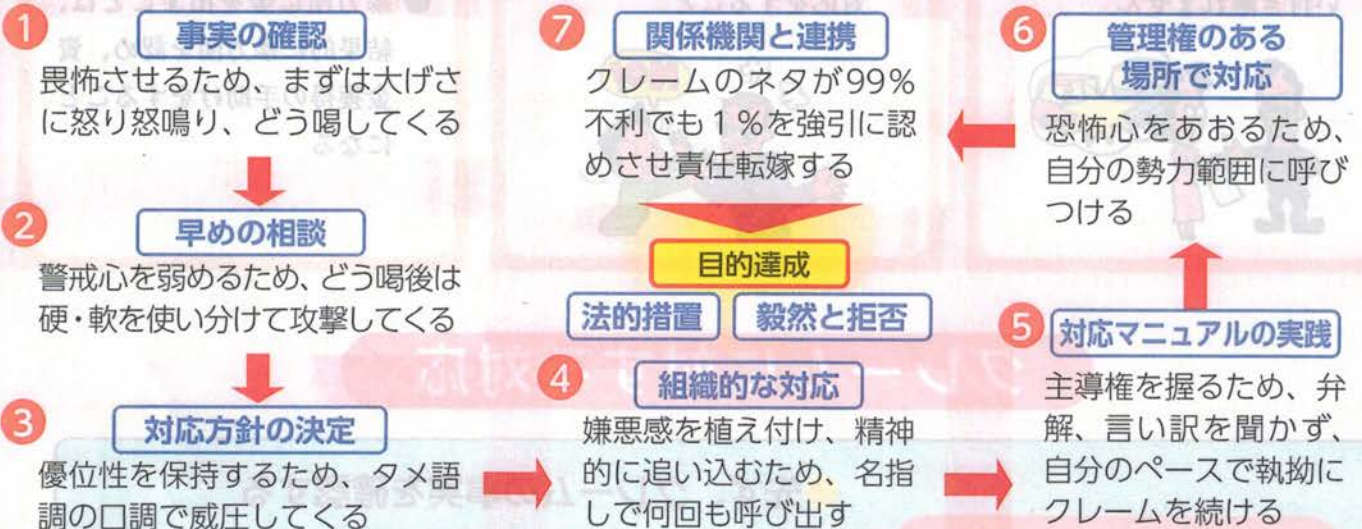 1 事実の確認
畏怖させるため、まずは大げさ
に怒り怒鳴り、どう喝してくる
2 早めの相談
警戒心を弱めるため、どう喝後は
硬・軟を使い分けて攻撃してくる
3 対応方針の決定
優位性を保持するため、タメ語
調の口調で威圧してくる
4 組織的な対応
嫌悪感を植え付け、精神
的に追い込むため、名指
しで何回も呼び出す
5 対応マニュアルの実践
主導権を握るため、弁
解、言い訳を聞かず、
自分のペースで執拗に
クレームを続ける
6 管理権のある
場所で対応
恐怖心をあおるため、
自分の勢力範囲に呼び
つける
7 関係機関と連携
クレームのネタが99%
不利でも1%を強引に認
めさせ責任転嫁する
目的達成
法的措置
毅然と拒否